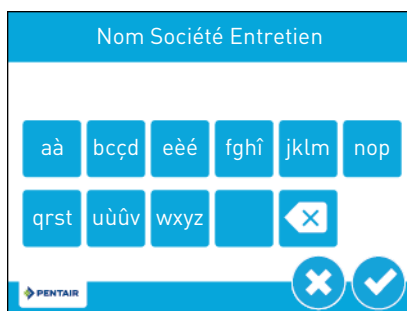 Nom Société Entretien
aà bcçd eèé fghî jklm nop
qrst uùûv wxyz
PENTAIR